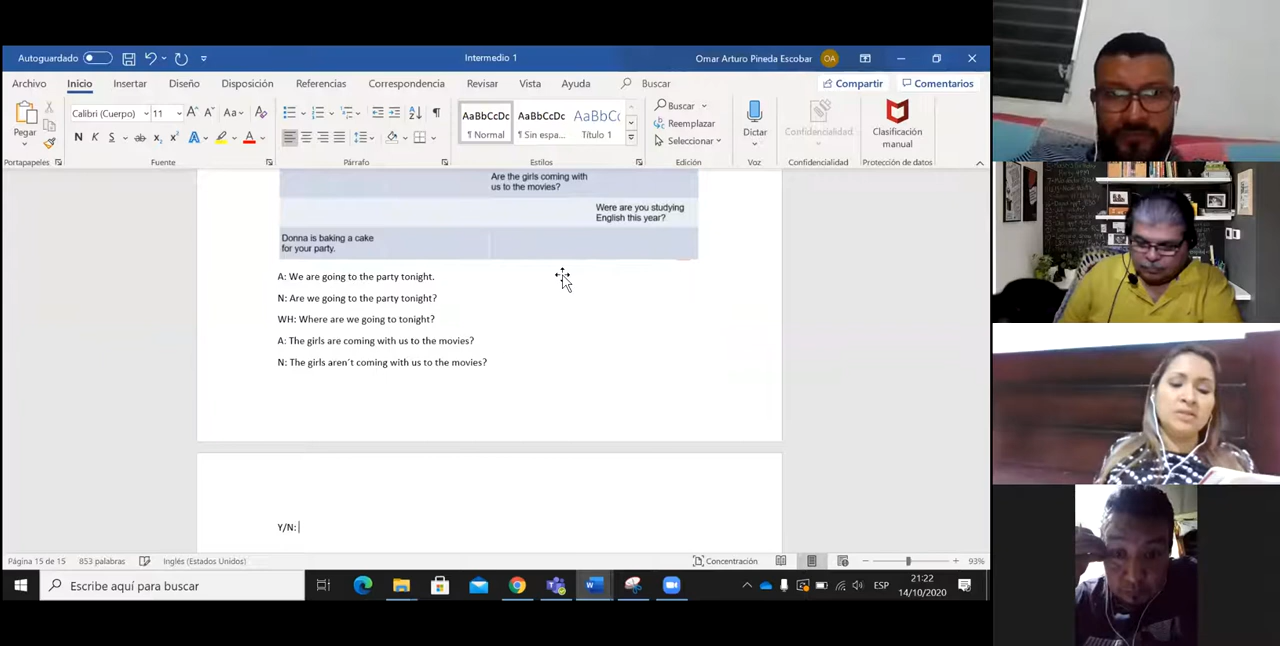 Autoguardado
Intermedio 1
Omar Arturo Pineda Escobar
OA
Archivo Inicio Insertar Diseño Disposición Referencias Correspondencia Revisar Vista Ayuda Buscar
Compartir Comentarios
Pegar
Calibri (Cuerpo) 11 A A Aa
N K S ab x₂ x² A A
AaBbCcDc AaBbCcDc AaBbCc
¶ Normal ¶ Sin espa... Título 1
Buscar
Reemplazar
Seleccionar
Dictar
Confidencialidad
Clasificación
manual
Portapapeles Fuente Párrafo Estilos Edición Voz Confidencialidad Protección de datos
Are the girls coming with
us to the movies?
Were are you studying
English this year?
Donna is baking a cake
for your party.
A: We are going to the party tonight.
N: Are we going to the party tonight?
WH: Where are we going to tonight?
A: The girls are coming with us to the movies?
N: The girls aren´t coming with us to the movies?
Y/N:
Página 15 de 15 853 palabras Inglés (Estados Unidos) Concentración 93%
Escribe aquí para buscar
ESP
21:22
14/10/2020